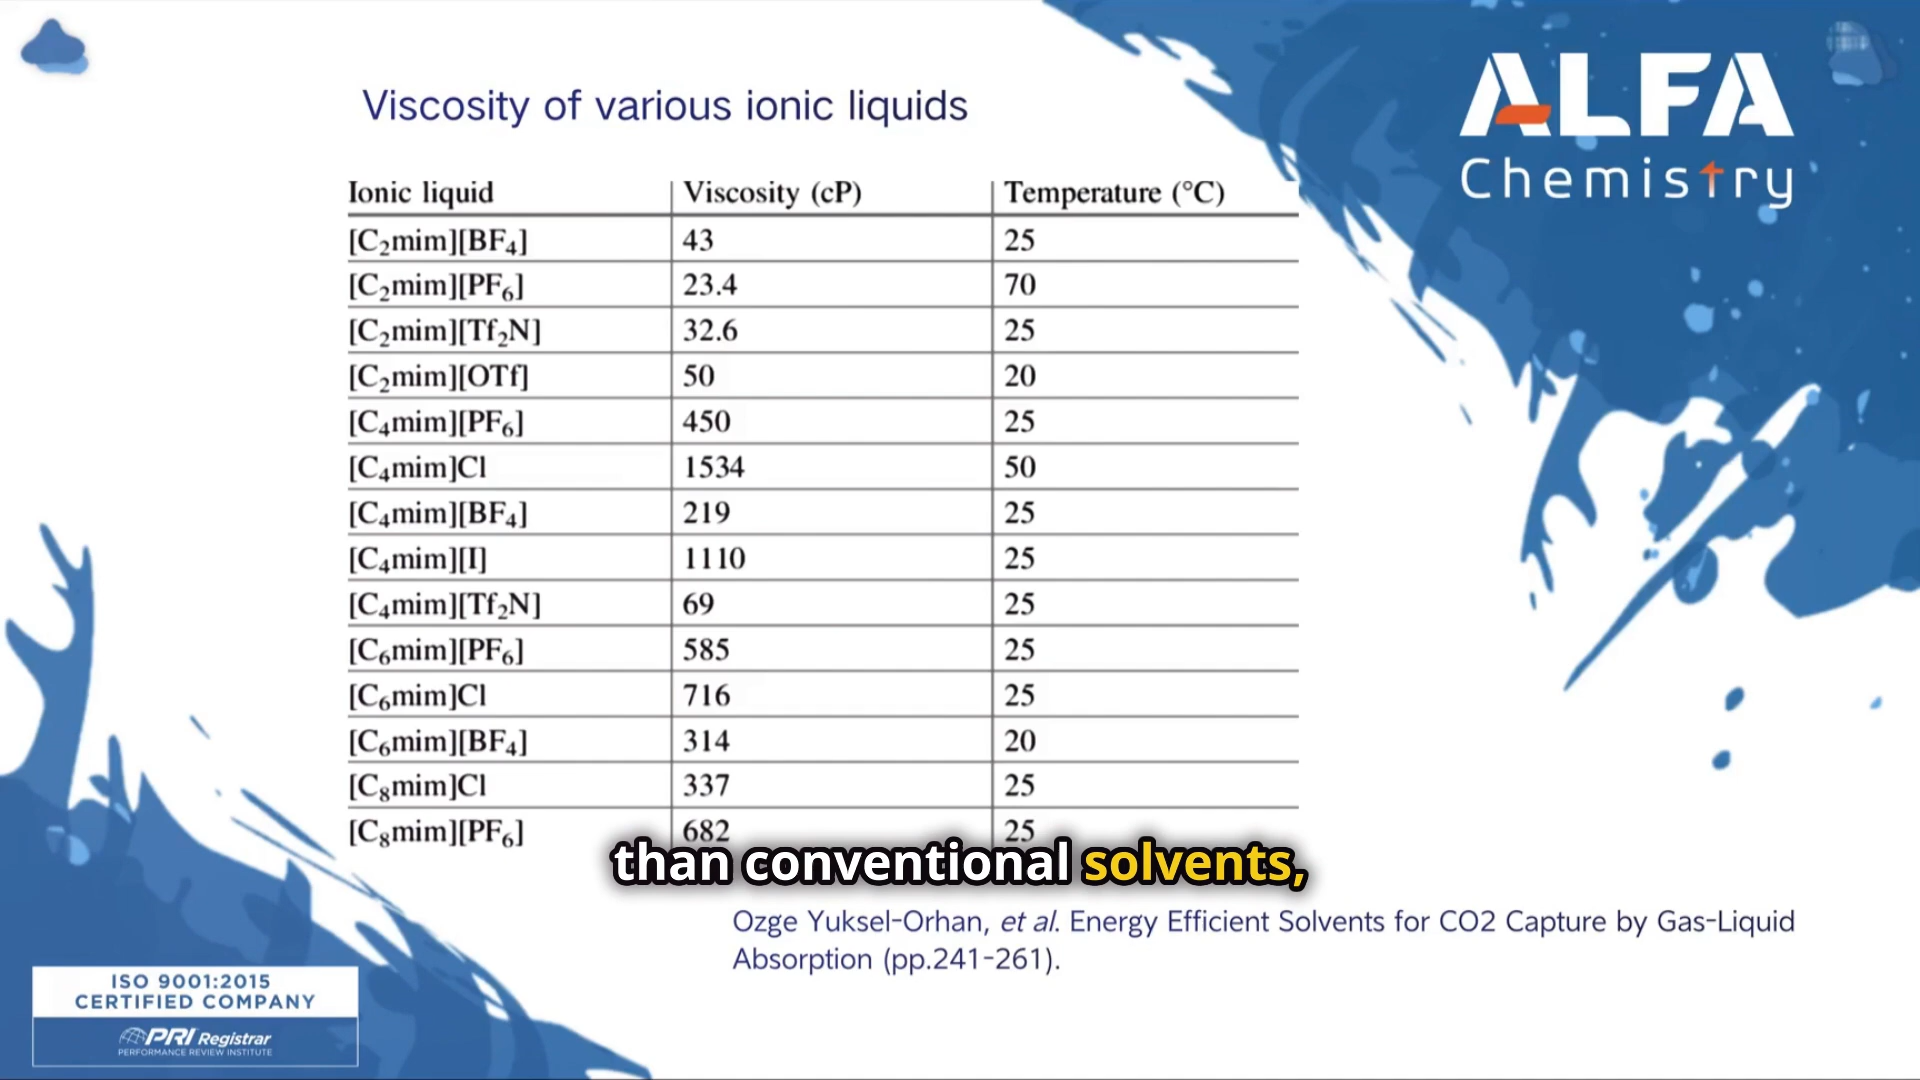 ALFA
Chemistry
Viscosity of various ionic liquids
Ionic liquid Viscosity (cP) Temperature (°C)
[C₂mim][BF₄] 43 25
[C₂mim][PF₆] 23.4 70
[C₂mim][Tf₂N] 32.6 25
[C₂mim][OTf] 50 20
[C₄mim][PF₆] 450 25
[C₄mim]Cl 1534 50
[C₄mim][BF₄] 219 25
[C₄mim][I] 1110 25
[C₄mim][Tf₂N] 69 25
[C₆mim][PF₆] 585 25
[C₆mim]Cl 716 25
[C₆mim][BF₄] 314 20
[C₈mim]Cl 337 25
[C₈mim][PF₆] 682 25
than conventional solvents,
Ozge Yuksel-Orhan, et al. Energy Efficient Solvents for CO2 Capture by Gas-Liquid
Absorption (pp.241-261).
ISO 9001:2015
CERTIFIED COMPANY
PRI Registrar
PERFORMANCE REVIEW INSTITUTE